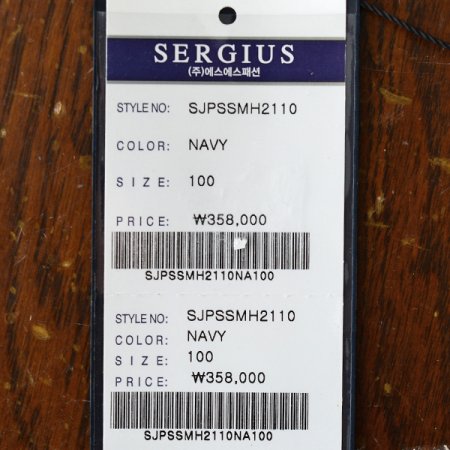 SERGIUS
(주)에스에스패션
STYLE NO: SJPSSMH2110
COLOR: NAVY
SIZE: 100
PRICE: ₩358,000
SJPSSMH2110NA100
STYLE NO: SJPSSMH2110
COLOR: NAVY
SIZE: 100
PRICE: ₩358,000
SJPSSMH2110NA100